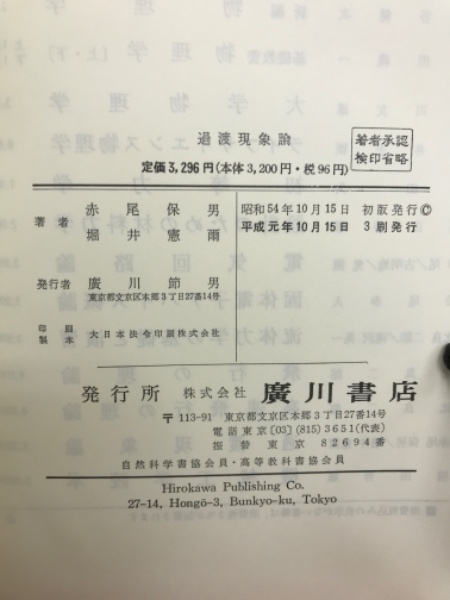 過渡現象論
著者承認
検印省略
定価3,296円(本体3,200円・税96円)
著者
赤尾保男
堀井憲爾
昭和54年10月15日 初版発行©
平成元年10月15日 3刷発行
発行者 廣川節男
東京都文京区本郷3丁目27番14号
印刷
製本 大日本法令印刷株式会社
発行所 株式会社 廣川書店
〒113-91 東京都文京区本郷3丁目27番14号
電話東京[03](815)3651(代表)
振替東京 82694番
自然科学書協会会員・高等教科書協会会員
Hirokawa Publishing Co.
27-14, Hongō-3, Bunkyo-ku, Tokyo